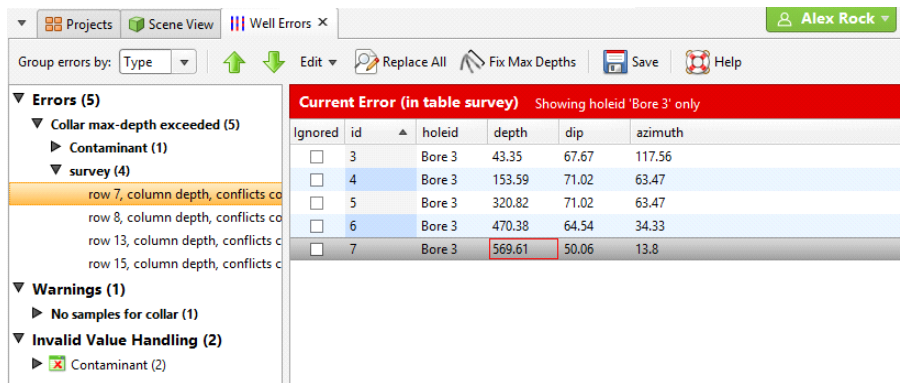 Projects Scene View Well Errors × Alex Rock
Group errors by: Type Edit Replace All Fix Max Depths Save Help
Errors (5)
Collar max-depth exceeded (5)
Contaminant (1)
survey (4)
row 7, column depth, conflicts co
row 8, column depth, conflicts co
row 13, column depth, conflicts c
row 15, column depth, conflicts c
Warnings (1)
No samples for collar (1)
Invalid Value Handling (2)
Contaminant (2)
Current Error (in table survey) Showing holeid 'Bore 3' only
Ignored id holeid depth dip azimuth
3 Bore 3 43.35 67.67 117.56
4 Bore 3 153.59 71.02 63.47
5 Bore 3 320.82 71.02 63.47
6 Bore 3 470.38 64.54 34.33
7 Bore 3 569.61 50.06 13.8